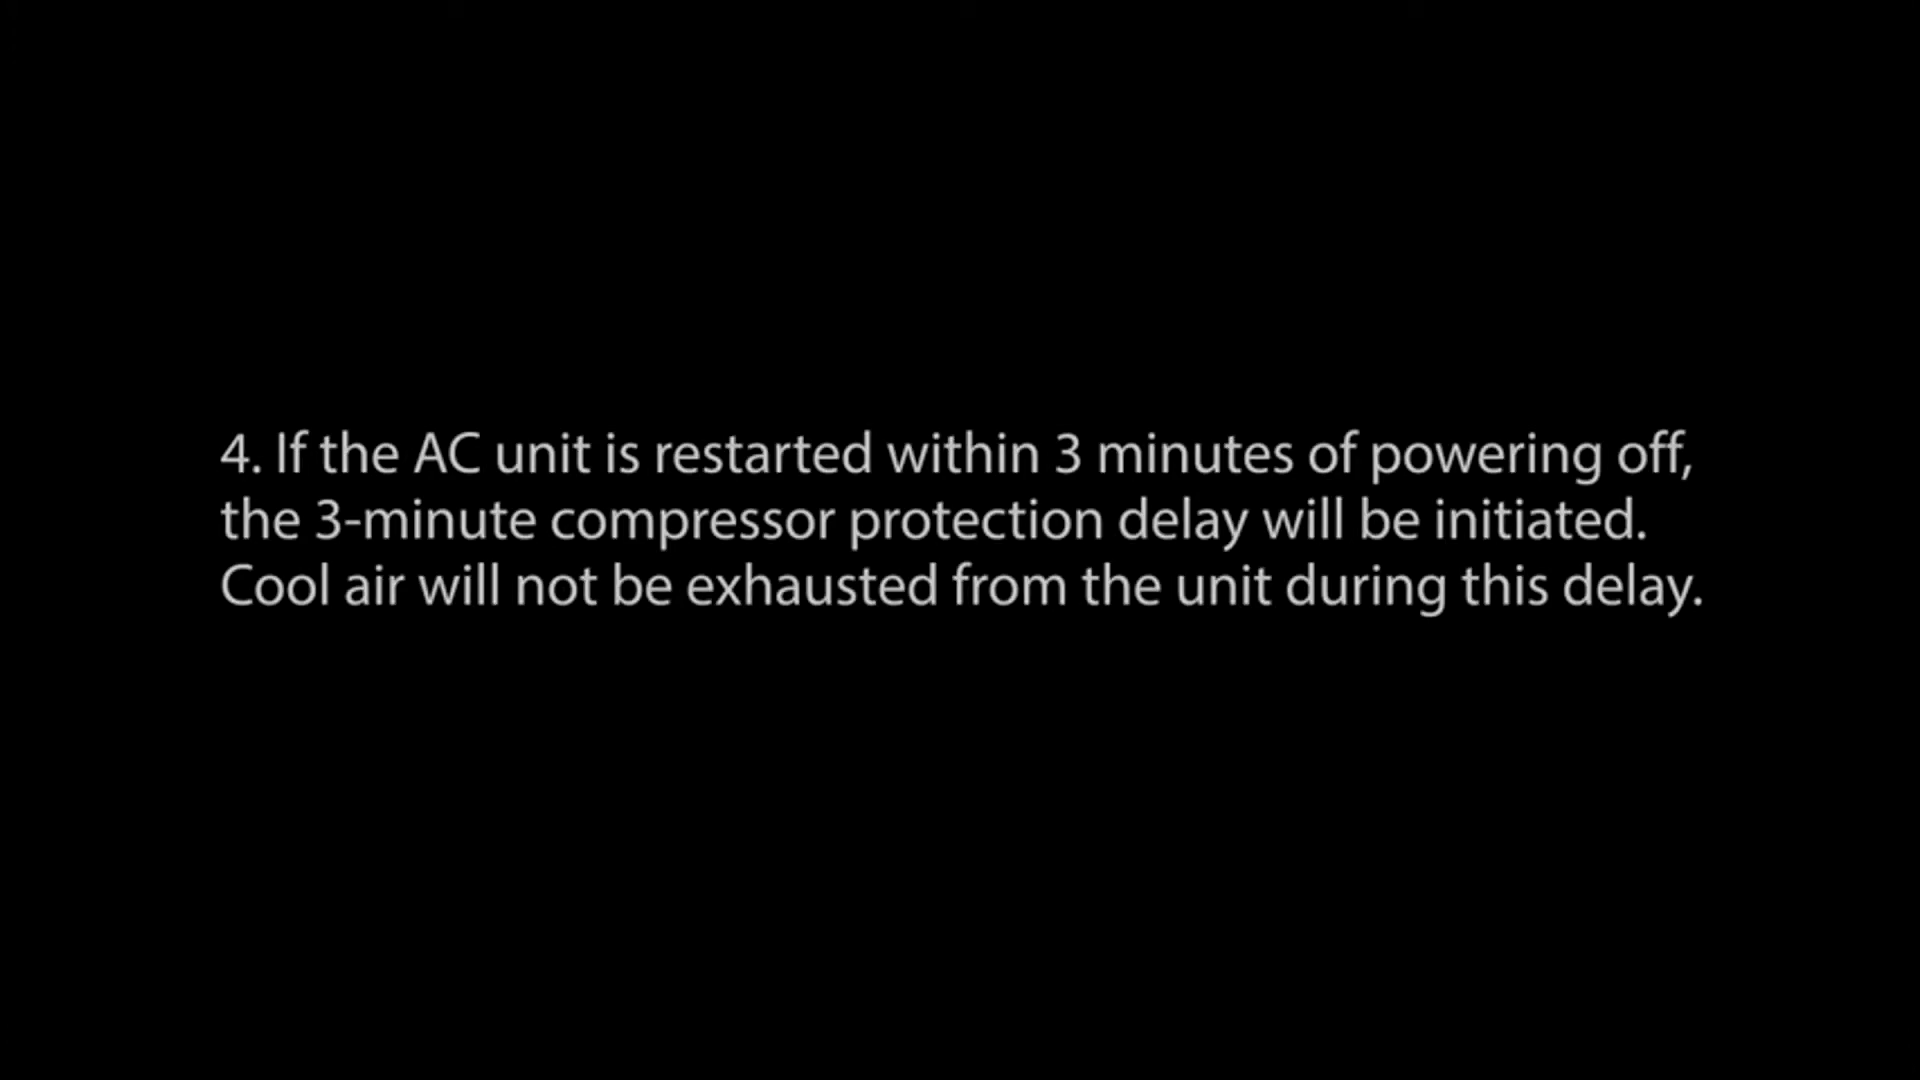 4. If the AC unit is restarted within 3 minutes of powering off,
the 3-minute compressor protection delay will be initiated.
Cool air will not be exhausted from the unit during this delay.